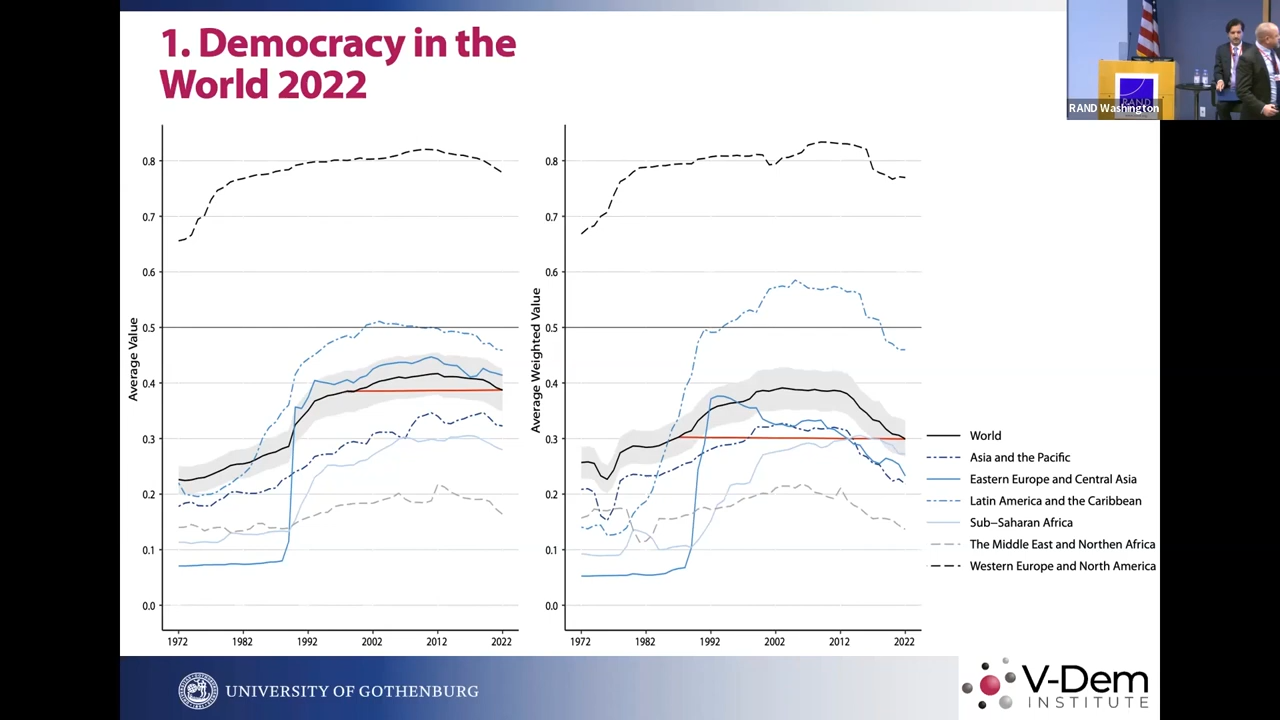 1. Democracy in the
World 2022
RAND
RAND Washington
Average Value
0.8
0.7
0.6
0.5
0.4
0.3
0.2
0.1
0.0
1972 1982 1992 2002 2012 2022
Average Weighted Value
0.8
0.7
0.6
0.5
0.4
0.3
0.2
0.1
0.0
1972 1982 1992 2002 2012 2022
World
Asia and the Pacific
Eastern Europe and Central Asia
Latin America and the Caribbean
Sub−Saharan Africa
The Middle East and Northen Africa
Western Europe and North America
UNIVERSITY OF GOTHENBURG
V-Dem
INSTITUTE